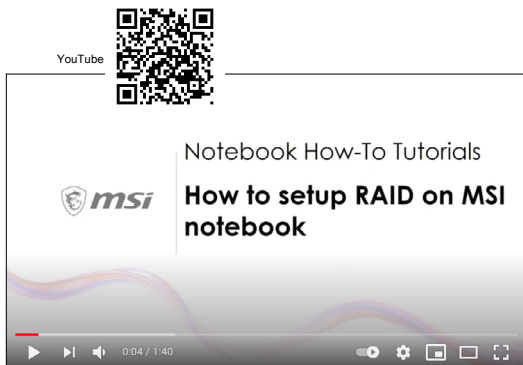 YouTube
Notebook How-To Tutorials
msi
How to setup RAID on MSI
notebook
0:04 / 1:40